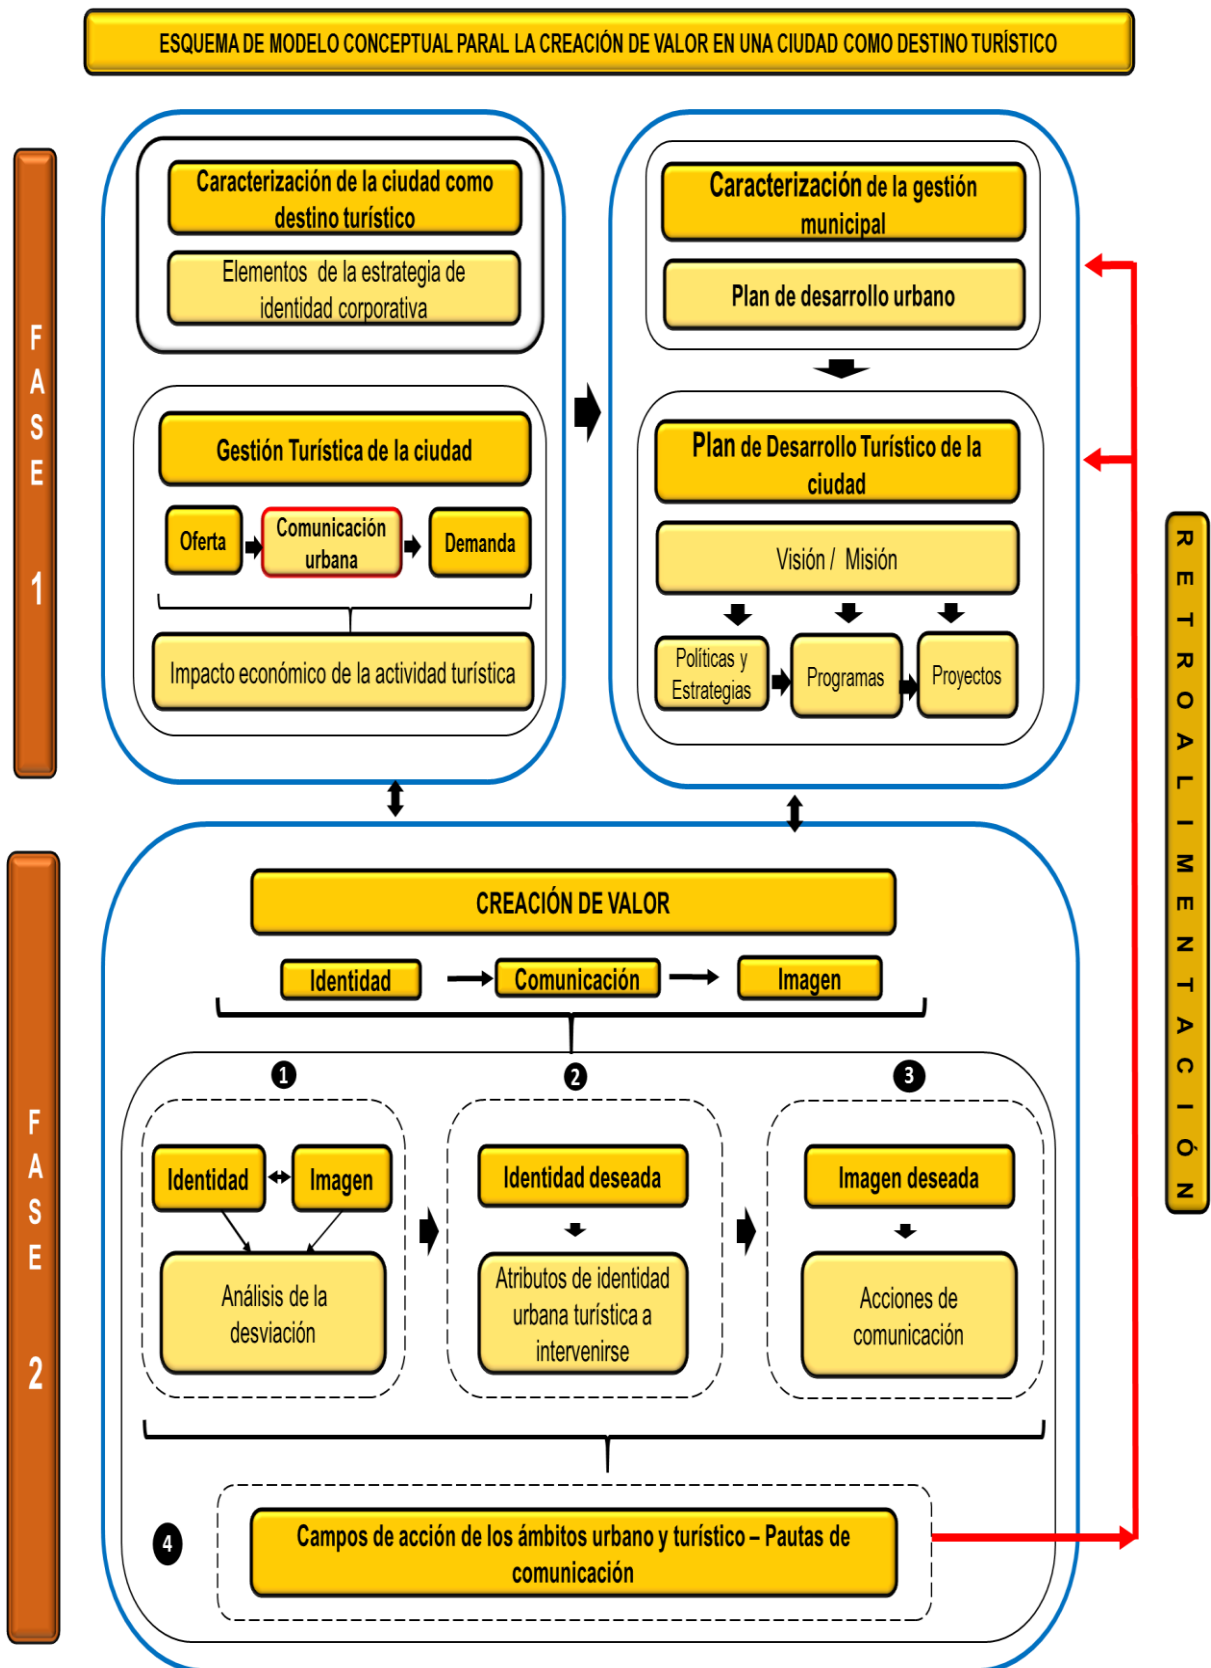 ESQUEMA DE MODELO CONCEPTUAL PARAL LA CREACIÓN DE VALOR EN UNA CIUDAD COMO DESTINO TURÍSTICO
FASE 1
Caracterización de la ciudad como
destino turístico
Elementos de la estrategia de
identidad corporativa
Gestión Turística de la ciudad
Oferta
Comunicación
urbana
Demanda
Impacto económico de la actividad turística
Caracterización de la gestión
municipal
Plan de desarrollo urbano
Plan de Desarrollo Turístico de la
ciudad
Visión / Misión
Políticas y
Estrategias
Programas
Proyectos
RETROALIMENTACIÓN
FASE 2
CREACIÓN DE VALOR
Identidad
Comunicación
Imagen
1
Identidad
Imagen
Análisis de la
desviación
2
Identidad deseada
Atributos de identidad
urbana turística a
intervenirse
3
Imagen deseada
Acciones de
comunicación
4
Campos de acción de los ámbitos urbano y turístico – Pautas de
comunicación